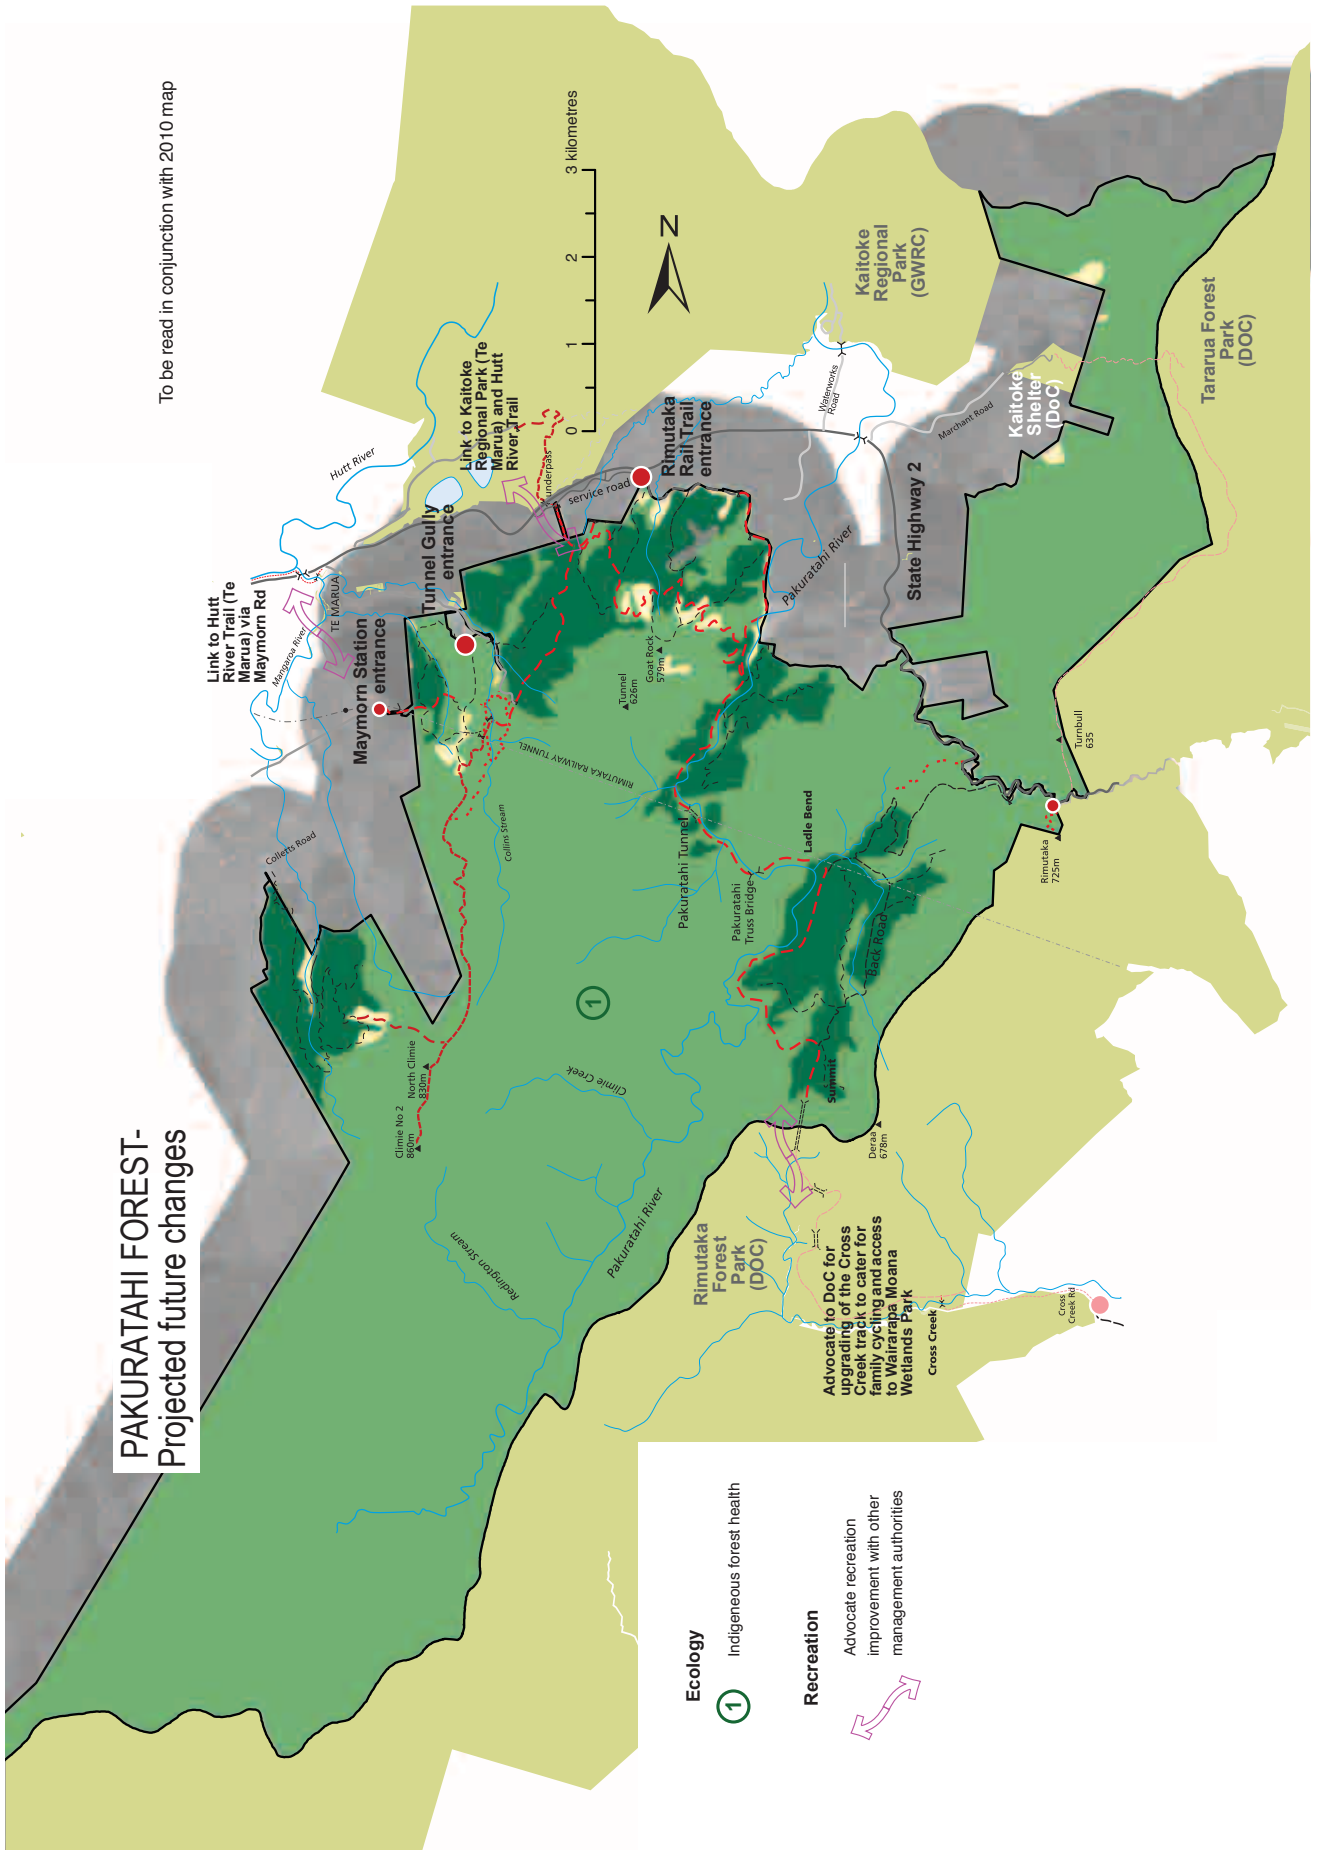 PAKURATAHI FOREST-
Projected future changes
To be read in conjunction with 2010 map
Link to Hutt
River Trail (Te
Marua) via
Maymorn Rd
Hutt River
Mangaroa River
TE MARUA
Maymorn Station
entrance
Tunnel Gully
entrance
Link to Kaitoke
Regional Park (Te
Marua) and Hutt
River Trail
underpass
service road
Rimutaka
Rail Trail
entrance
0
1
2
3 kilometres
N
Kaitoke
Regional
Park
(GWRC)
Waterworks
Road
Marchant Road
Kaitoke
Shelter
(DoC)
Tararua Forest
Park
(DOC)
State Highway 2
Pakuratahi River
Goat Rock
579m
Tunnel
626m
RIMUTAKA RAILWAY TUNNEL
Collins Stream
Colletts Road
Pakuratahi Tunnel
Pakuratahi
Truss Bridge
Ladle Bend
Back Road
Turnbull
635
Rimutaka
725m
1
North Climie
830m
Climie No 2
860m
Climie Creek
Summit
Deraa
678m
Redington Stream
Pakuratahi River
Rimutaka
Forest
Park
(DOC)
Advocate to DoC for
upgrading of the Cross
Creek track to cater for
family cycling and access
to Wairarapa Moana
Wetlands Park
Cross Creek
Cross
Creek Rd
Ecology
1
Indigeneous forest health
Recreation
Advocate recreation
improvement with other
management authorities